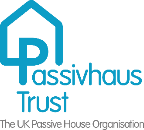 Passivhaus
Trust
The UK Passive House Organisation